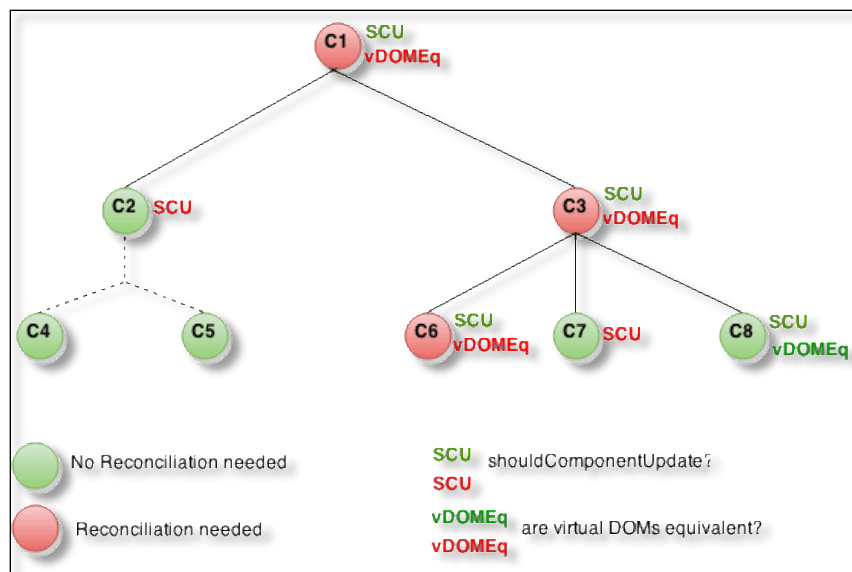 C1 SCU
vDOMEq
C2 SCU
C3 SCU
vDOMEq
C4
C5
C6 SCU
vDOMEq
C7 SCU
C8 SCU
vDOMEq
No Reconciliation needed
Reconciliation needed
SCU
SCU
shouldComponentUpdate?
vDOMEq
vDOMEq
are virtual DOMs equivalent?